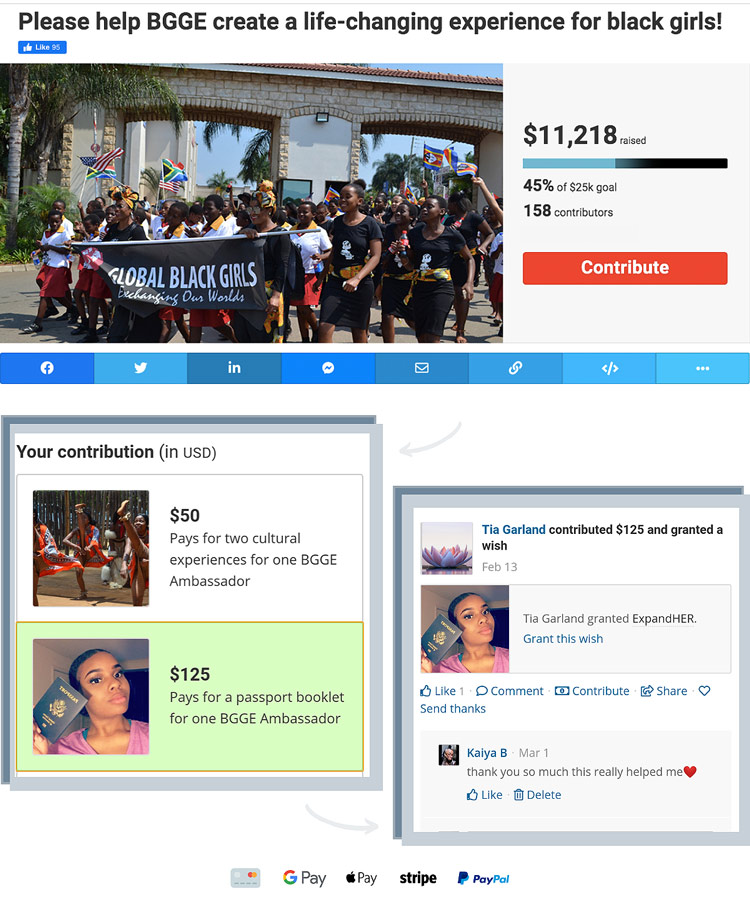 Please help BGGE create a life-changing experience for black girls!
Like 95
GLOBAL BLACK GIRLS
Exchanging Our Worlds
$11,218 raised
45% of $25k goal
158 contributors
Contribute
Your contribution (in USD)
$50
Pays for two cultural
experiences for one BGGE
Ambassador
PASSPORT
$125
Pays for a passport booklet
for one BGGE Ambassador
Tia Garland contributed $125 and granted a
wish
Feb 13
PASSPORT
Tia Garland granted ExpandHER.
Grant this wish
Like 1 · Comment · Contribute · Share ·
Send thanks
Kaiya B · Mar 1
thank you so much this really helped me❤️
Like · Delete
G Pay
Pay
stripe
PayPal